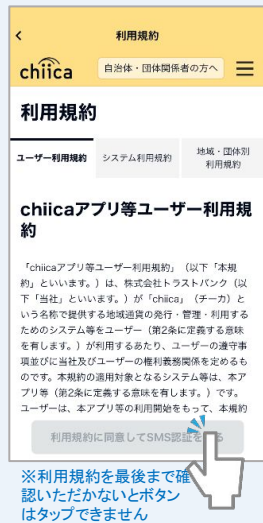 利用規約
chiica
自治体・団体関係者の方へ
利用規約
ユーザー利用規約
システム利用規約
地域・団体別
利用規約
chiicaアプリ等ユーザー利用規
約
「chiicaアプリ等ユーザー利用規約」（以下「本規
約」といいます。）は、株式会社トラストバンク（以
下「当社」といいます。）が「chiica」（チーカ）と
いう名称で提供する地域通貨の発行・管理・利用する
ためのシステム等をユーザー（第2条に定義する意味
を有します。）が利用するあたり、ユーザーの遵守事
項並びに当社及びユーザーの権利義務関係を定めるも
のです。本規約の適用対象となるシステム等は、本ア
プリ等（第2条に定義する意味を有します。）です。
ユーザーは、本アプリ等の利用開始をもって、本規約
利用規約に同意してSMS認証を る
※利用規約を最後まで確
認いただかないとボタン
はタップできません